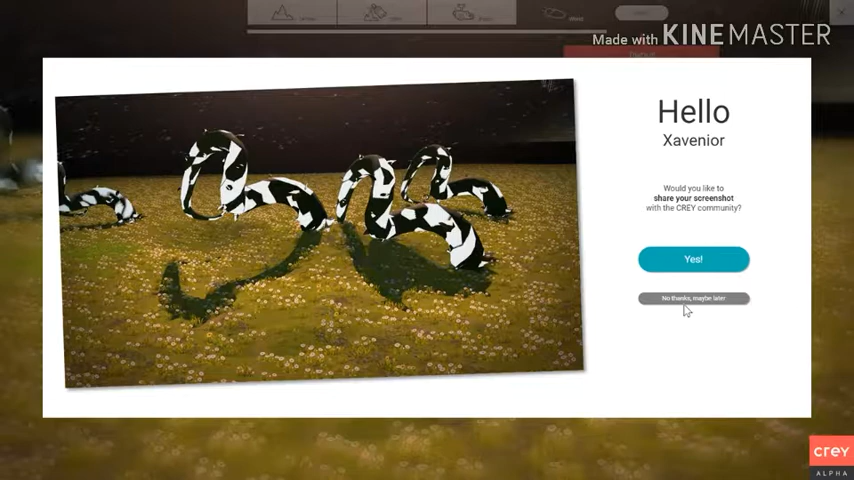 Made with KINEMASTER
Hello
Xavenior
Would you like to
share your screenshot
with the CREY community?
Yes!
No thanks, maybe later
crey
ALPHA